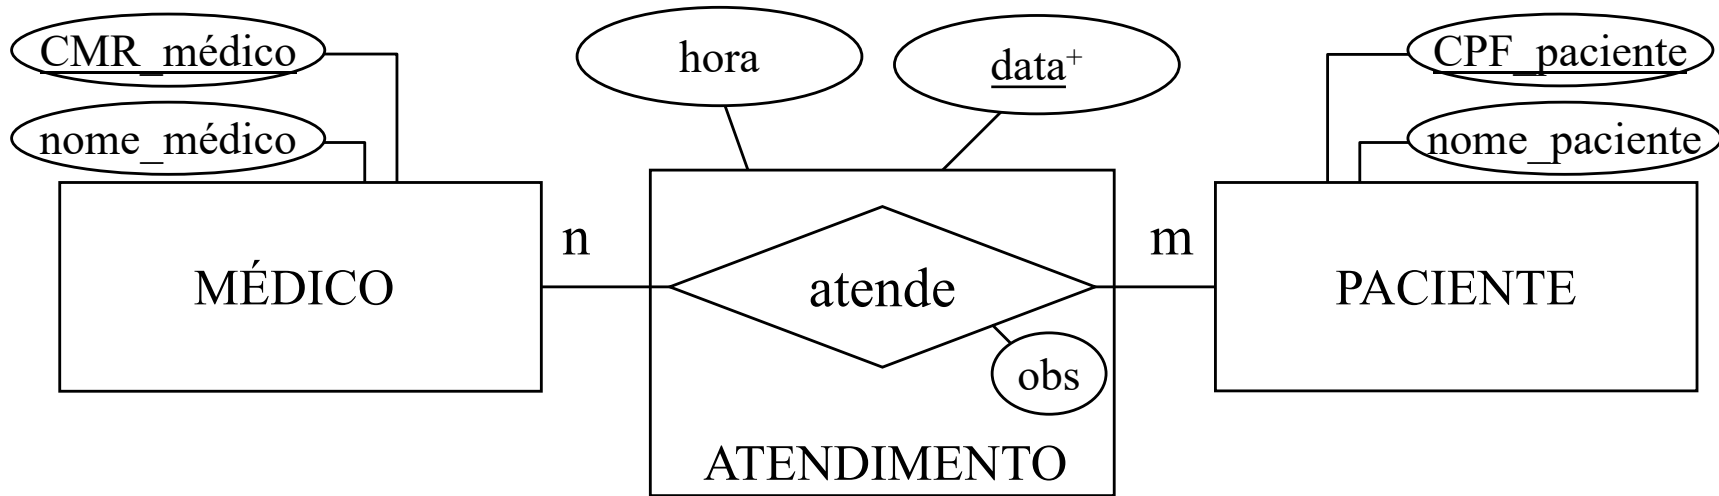 CMR_médico
nome_médico
hora
data+
CPF_paciente
nome_paciente
MÉDICO
n
atende
obs
ATENDIMENTO
m
PACIENTE